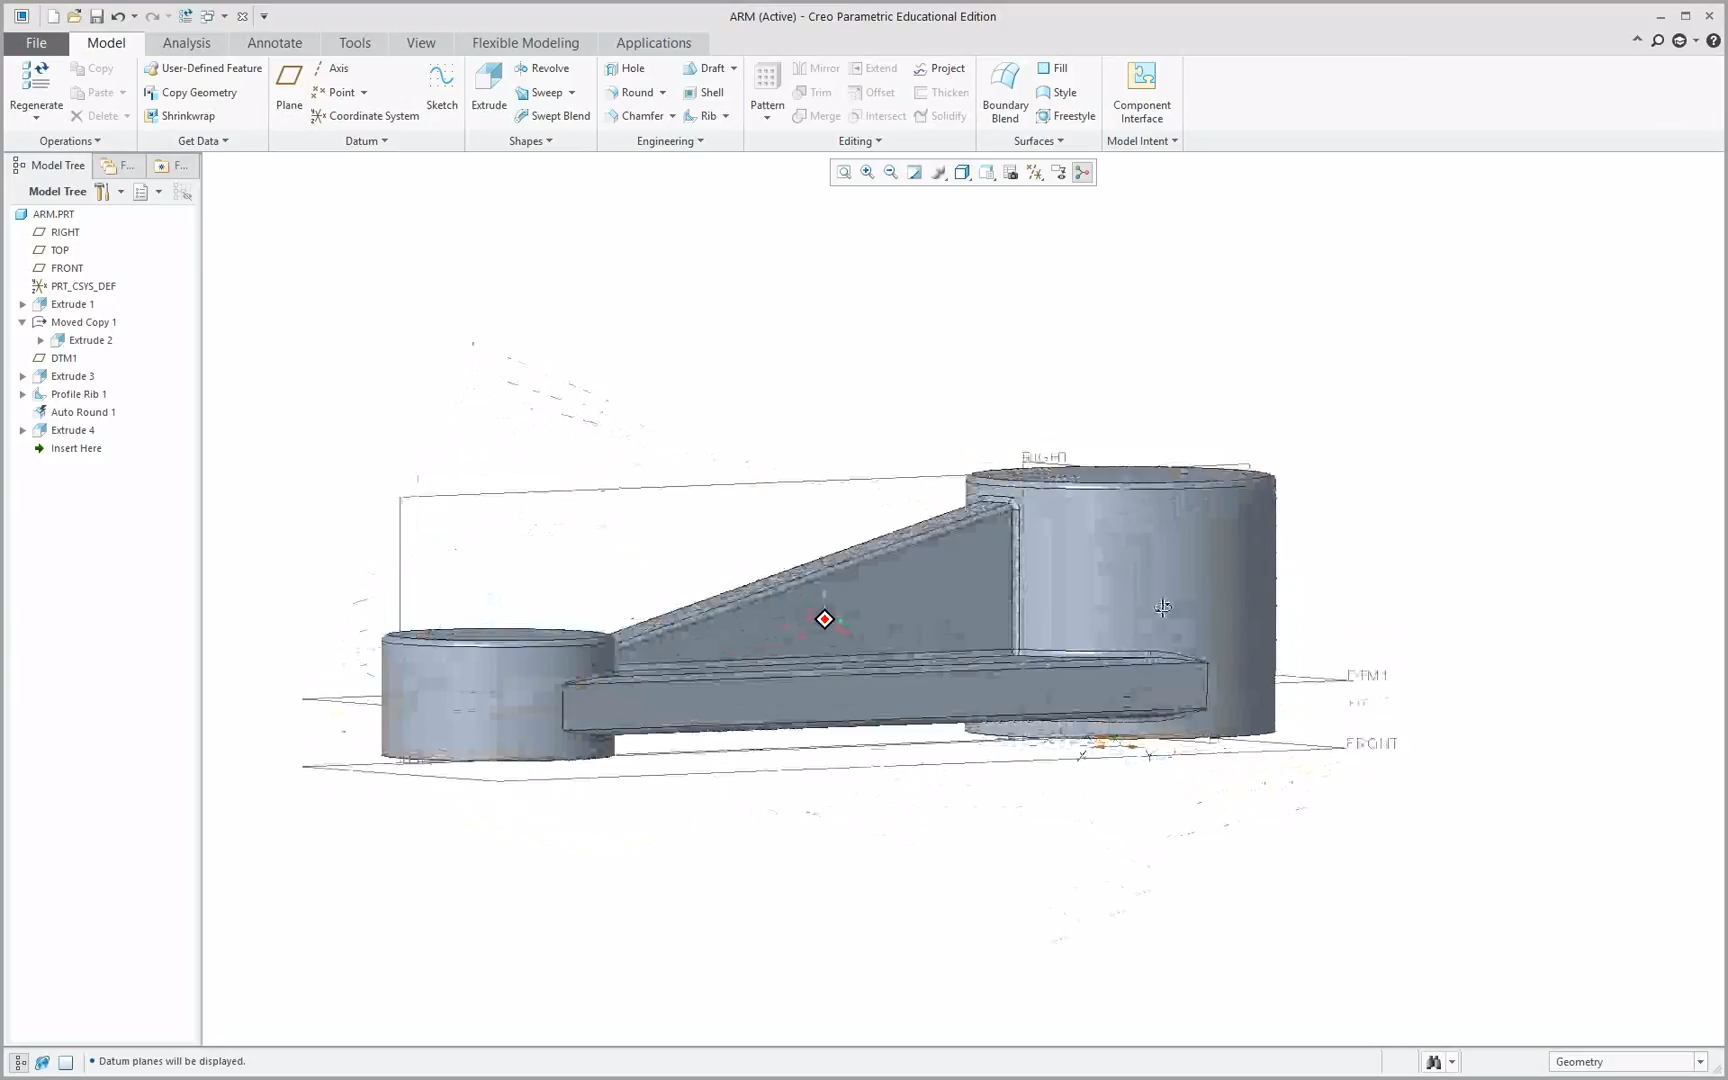 ARM (Active) - Creo Parametric Educational Edition
File Model Analysis Annotate Tools View Flexible Modeling Applications
Regenerate
Copy
Paste
Delete
Operations
User-Defined Feature
Copy Geometry
Shrinkwrap
Get Data
Plane
Axis
Point
Coordinate System
Sketch
Datum
Extrude
Revolve
Sweep
Swept Blend
Shapes
Hole
Round
Chamfer
Draft
Shell
Rib
Engineering
Pattern
Mirror
Trim
Merge
Extend
Offset
Intersect
Project
Thicken
Solidify
Editing
Boundary
Blend
Fill
Style
Freestyle
Surfaces
Component
Interface
Model Intent
Model Tree F... F...
Model Tree
ARM.PRT
RIGHT
TOP
FRONT
PRT_CSYS_DEF
Extrude 1
Moved Copy 1
Extrude 2
DTM1
Extrude 3
Profile Rib 1
Auto Round 1
Extrude 4
Insert Here
RIGHT
DTM1
FRONT
X Y
• Datum planes will be displayed.
Geometry